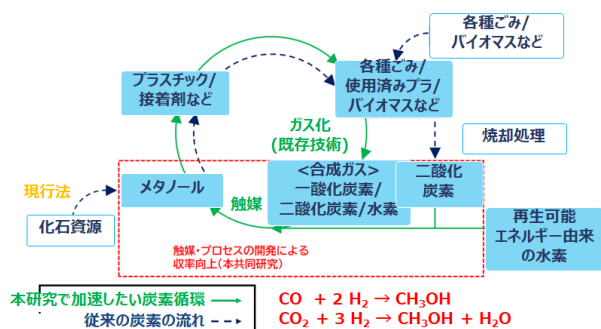 各種ごみ/
バイオマスなど
プラスチック/
接着剤など
各種ごみ/
使用済みプラ/
バイオマスなど
ガス化
(既存技術)
焼却処理
現行法
メタノール
触媒
<合成ガス>
一酸化炭素/
二酸化炭素/水素
二酸化
炭素
化石資源
再生可能
エネルギー由来
の水素
触媒・プロセスの開発による
収率向上(本共同研究)
本研究で加速したい炭素循環
従来の炭素の流れ
CO + 2 H₂ → CH₃OH
CO₂ + 3 H₂ → CH₃OH + H₂O